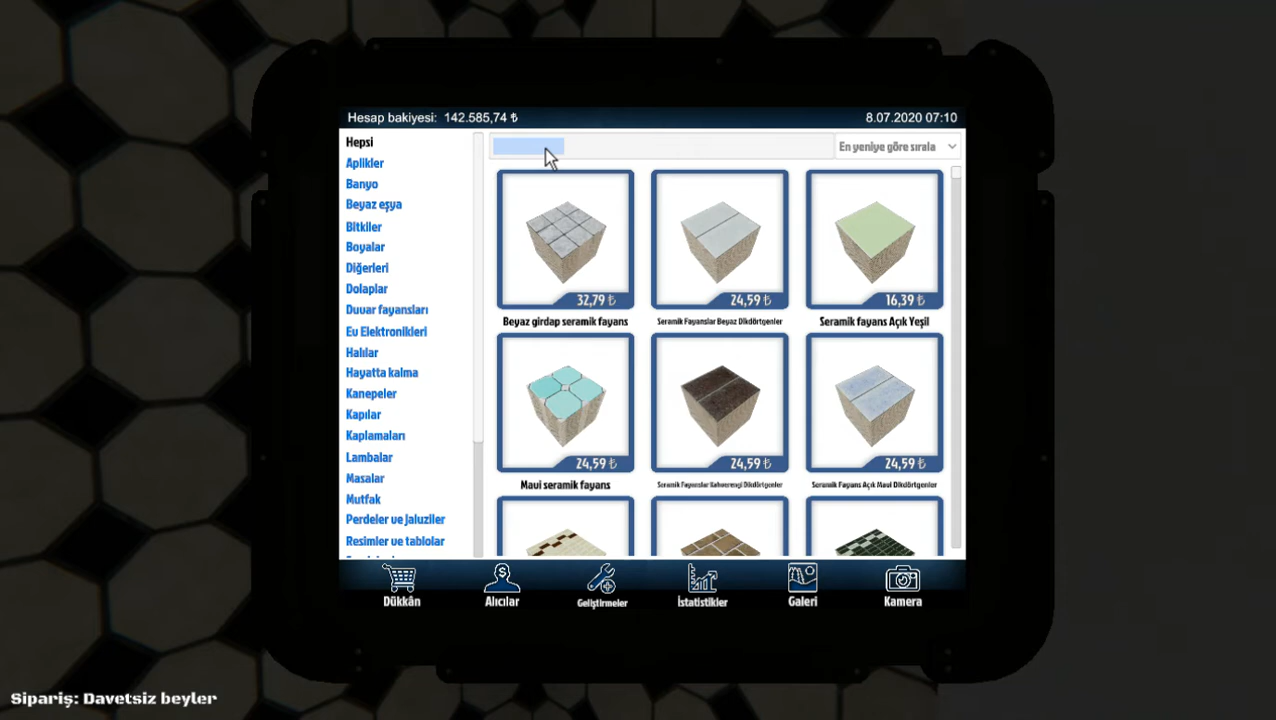 Hesap bakiyesi: 142.585,74 ₺
8.07.2020 07:10
Hepsi
Aplikler
Banyo
Beyaz eşya
Bitkiler
Boyalar
Diğerleri
Dolaplar
Duvar fayansları
Ev Elektronikleri
Halılar
Hayatta kalma
Kanepeler
Kapılar
Kaplamaları
Lambalar
Masalar
Mutfak
Perdeler ve jaluziler
Resimler ve tablolar
En yeniye göre sırala
32,79 ₺
24,59 ₺
16,39 ₺
Beyaz girdap seramik fayans
Seramik Fayanslar Beyaz Dikdörtgenler
Seramik fayans Açık Yeşil
24,59 ₺
24,59 ₺
24,59 ₺
Mavi seramik fayans
Seramik Fayanslar Kahverengi Dikdörtgenler
Seramik Fayans Açık Mavi Dikdörtgenler
Dükkân
Alıcılar
Geliştirmeler
İstatistikler
Galeri
Kamera
Sipariş: Davetsiz beyler